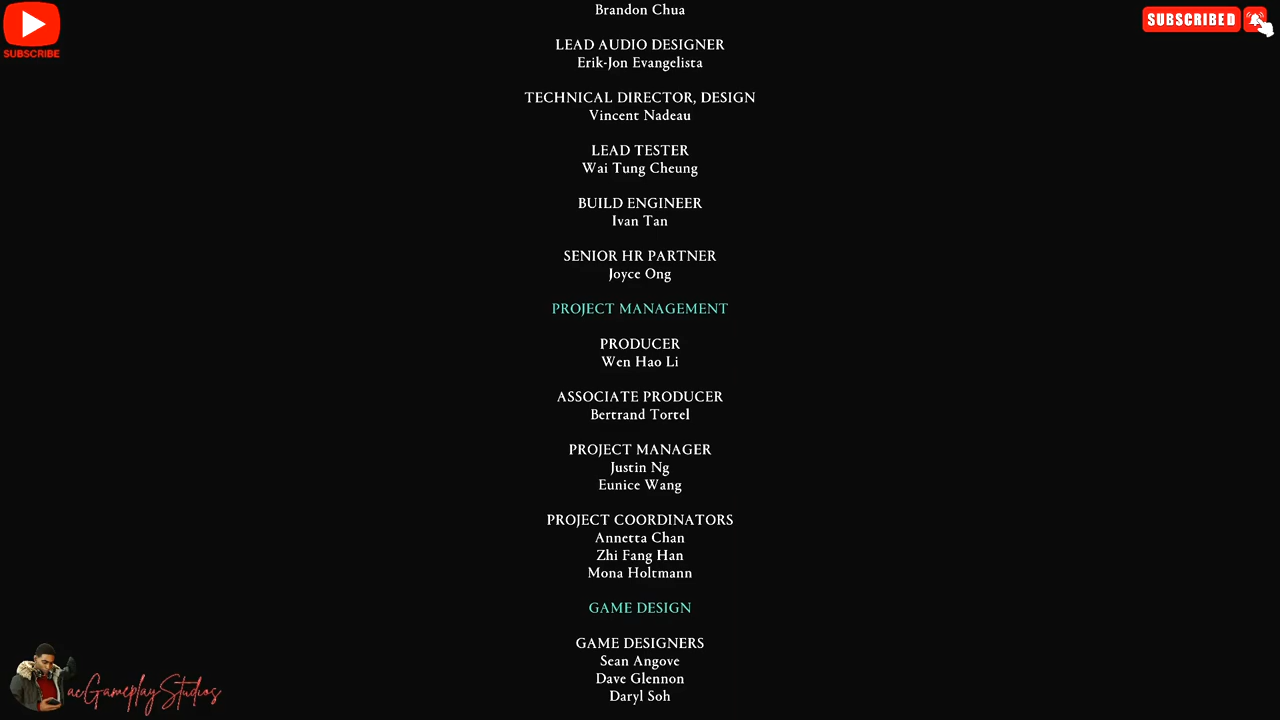 Brandon Chua
SUBSCRIBE
SUBSCRIBED
LEAD AUDIO DESIGNER
Erik-Jon Evangelista
TECHNICAL DIRECTOR, DESIGN
Vincent Nadeau
LEAD TESTER
Wai Tung Cheung
BUILD ENGINEER
Ivan Tan
SENIOR HR PARTNER
Joyce Ong
PROJECT MANAGEMENT
PRODUCER
Wen Hao Li
ASSOCIATE PRODUCER
Bertrand Tortel
PROJECT MANAGER
Justin Ng
Eunice Wang
PROJECT COORDINATORS
Annetta Chan
Zhi Fang Han
Mona Holtmann
GAME DESIGN
GAME DESIGNERS
Sean Angove
Dave Glennon
Daryl Soh
acGameplayStudios